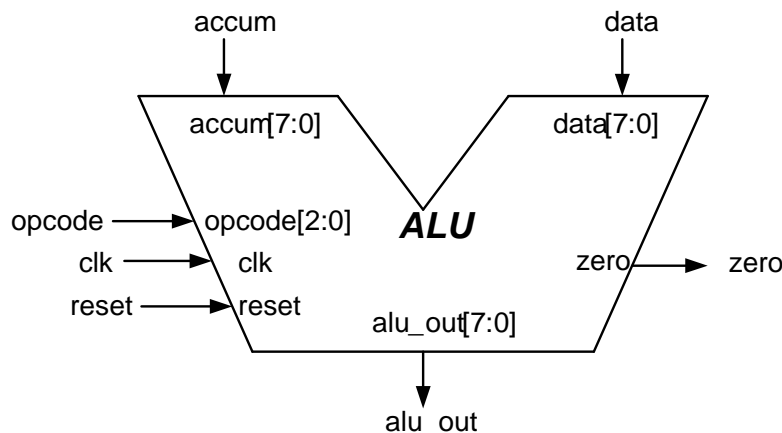 accum
data
accum[7:0]
data[7:0]
opcode
opcode[2:0]
ALU
clk
clk
zero
zero
reset
reset
alu_out[7:0]
alu_out